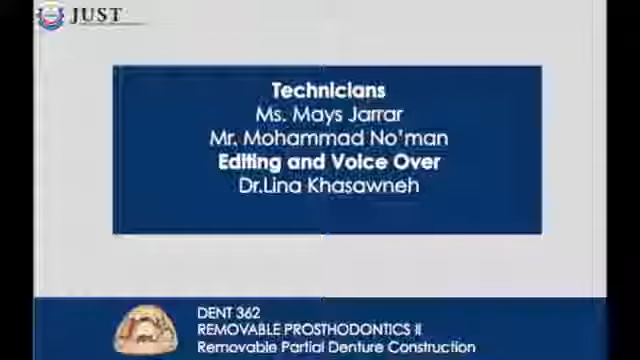 JUST
Technicians
Ms. Mays Jarrar
Mr. Mohammad No'man
Editing and Voice Over
Dr.Lina Khasawneh
DENT 362
REMOVABLE PROSTHODONTICS II
Removable Partial Denture Construction